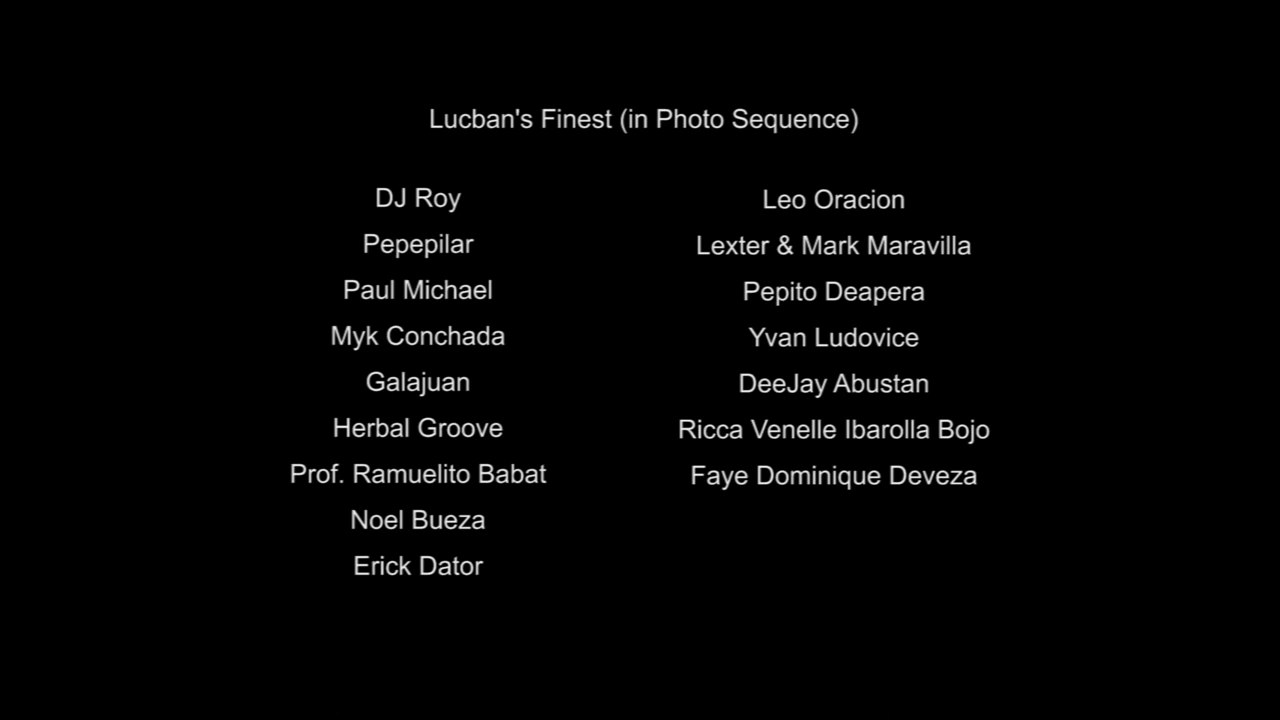 Lucban's Finest (in Photo Sequence)
DJ Roy
Pepepilar
Paul Michael
Myk Conchada
Galajuan
Herbal Groove
Prof. Ramuelito Babat
Noel Bueza
Erick Dator
Leo Oracion
Lexter & Mark Maravilla
Pepito Deapera
Yvan Ludovice
DeeJay Abustan
Ricca Venelle Ibarolla Bojo
Faye Dominique Deveza